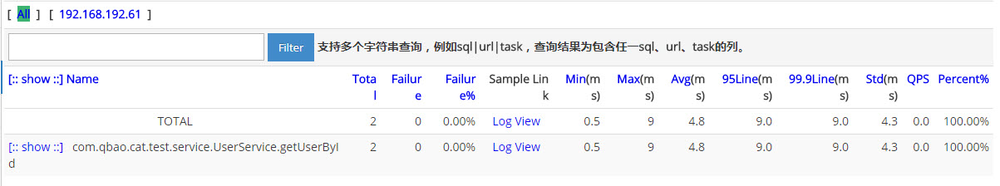 [ All ] [ 192.168.192.61 ]
Filter 支持多个字符串查询，例如sql|url|task，查询结果为包含任一sql、url、task的列。
[:: show ::] Name Total Failure Failure% Sample Link Min(ms) Max(ms) Avg(ms) 95Line(ms) 99.9Line(ms) Std(ms) QPS Percent%
TOTAL 2 0 0.00% Log View 0.5 9 4.8 9.0 9.0 4.3 0.0 100.00%
[:: show ::] com.qbao.cat.test.service.UserService.getUserById 2 0 0.00% Log View 0.5 9 4.8 9.0 9.0 4.3 0.0 100.00%